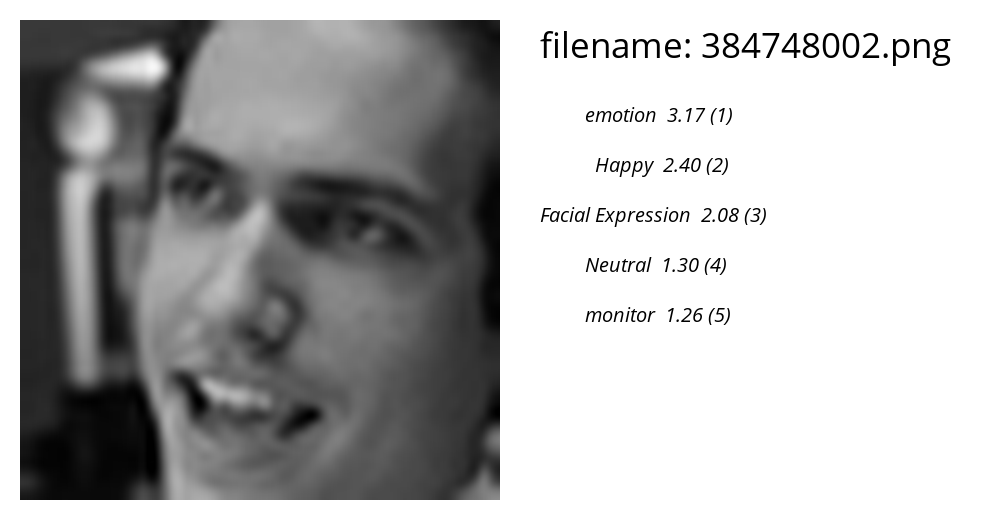 filename: 384748002.png
emotion 3.17 (1)
Happy 2.40 (2)
Facial Expression 2.08 (3)
Neutral 1.30 (4)
monitor 1.26 (5)